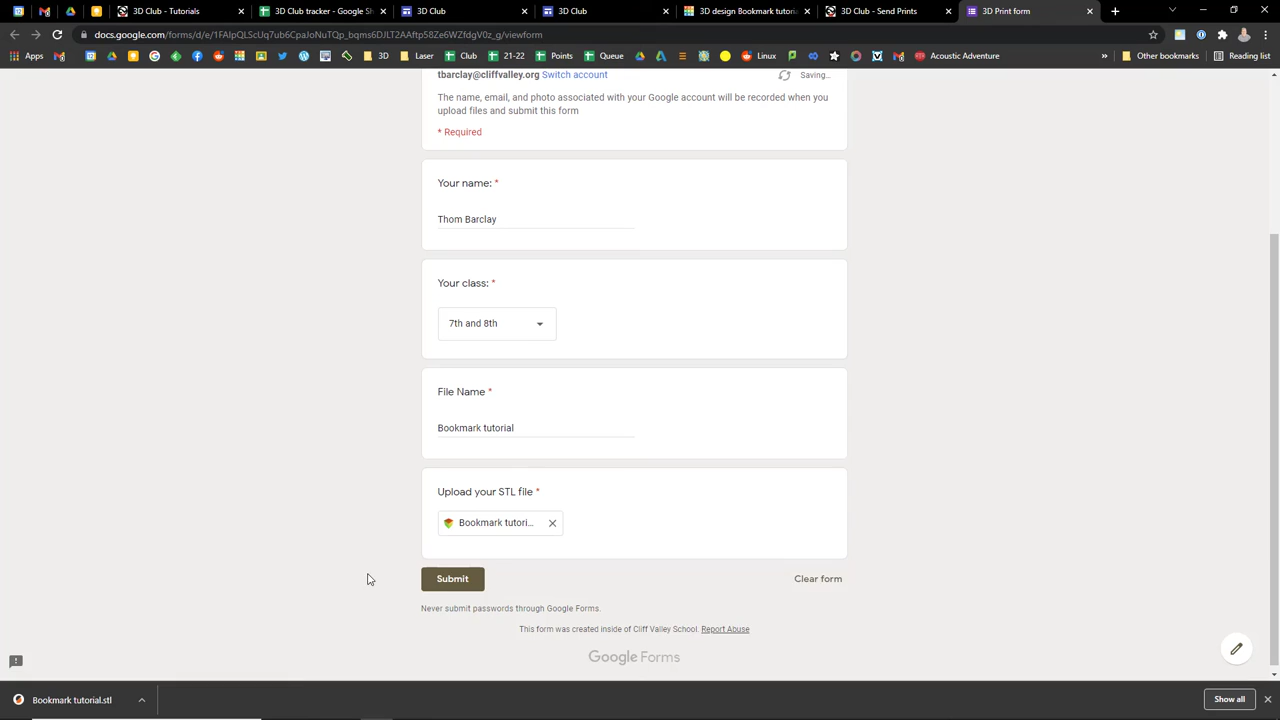 3D Club - Tutorials
3D Club tracker - Google Sh
3D Club
3D Club
3D design Bookmark tutori
3D Club - Send Prints
3D Print form
docs.google.com/forms/d/e/1FAIpQLScUq7ub6CpaJoNuTQp_bqms6DJLT2AAftp58Ze6WZfdgV0z_g/viewform
Apps
3D
Laser
Club
21-22
Points
Queue
Linux
Acoustic Adventure
Other bookmarks
Reading list
tbarclay@cliffvalley.org Switch account
Saving...
The name, email, and photo associated with your Google account will be recorded when you
upload files and submit this form
* Required
Your name: *
Thom Barclay
Your class: *
7th and 8th
File Name *
Bookmark tutorial
Upload your STL file *
Bookmark tutori...
Submit
Clear form
Never submit passwords through Google Forms.
This form was created inside of Cliff Valley School. Report Abuse
Google Forms
Bookmark tutorial.stl
Show all